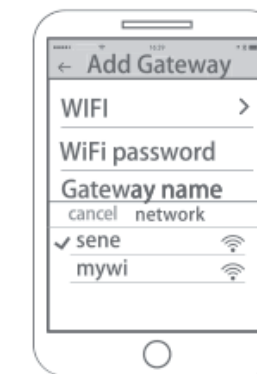 ← Add Gateway
WIFI >
WiFi password
Gateway name
cancel network
✓ sene
mywi